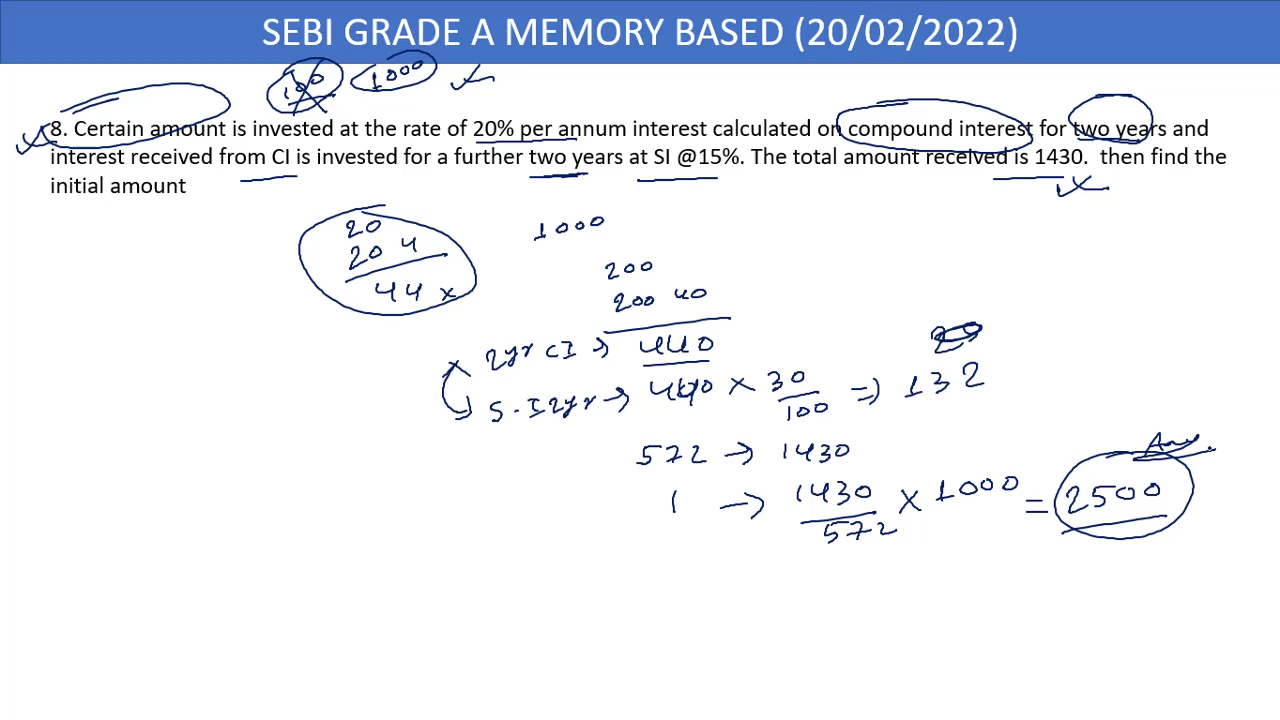 SEBI GRADE A MEMORY BASED (20/02/2022)
100 1000
8. Certain amount is invested at the rate of 20% per annum interest calculated on compound interest for two years and
interest received from CI is invested for a further two years at SI @15%. The total amount received is 1430. then find the
initial amount
20
20 4
44
1000
200
200 40
2yr CI → 440
S.I 2yr → 440 × 30/100 ⇒ 132
572 → 1430
1 → 1430/572 × 1000 = 2500
Ans.